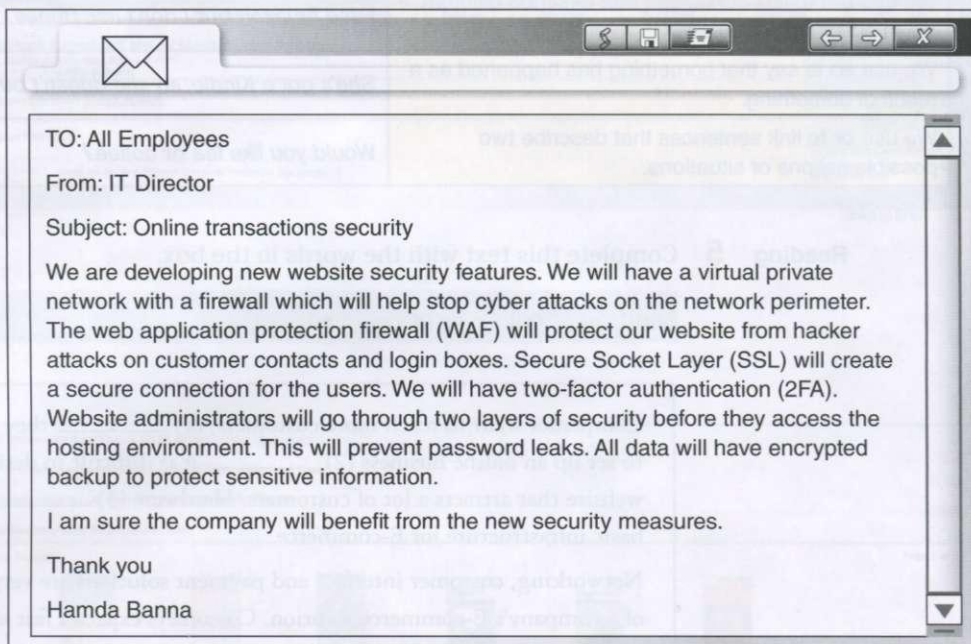 TO: All Employees
From: IT Director
Subject: Online transactions security
We are developing new website security features. We will have a virtual private
network with a firewall which will help stop cyber attacks on the network perimeter.
The web application protection firewall (WAF) will protect our website from hacker
attacks on customer contacts and login boxes. Secure Socket Layer (SSL) will create
a secure connection for the users. We will have two-factor authentication (2FA).
Website administrators will go through two layers of security before they access the
hosting environment. This will prevent password leaks. All data will have encrypted
backup to protect sensitive information.
I am sure the company will benefit from the new security measures.
Thank you
Hamda Banna